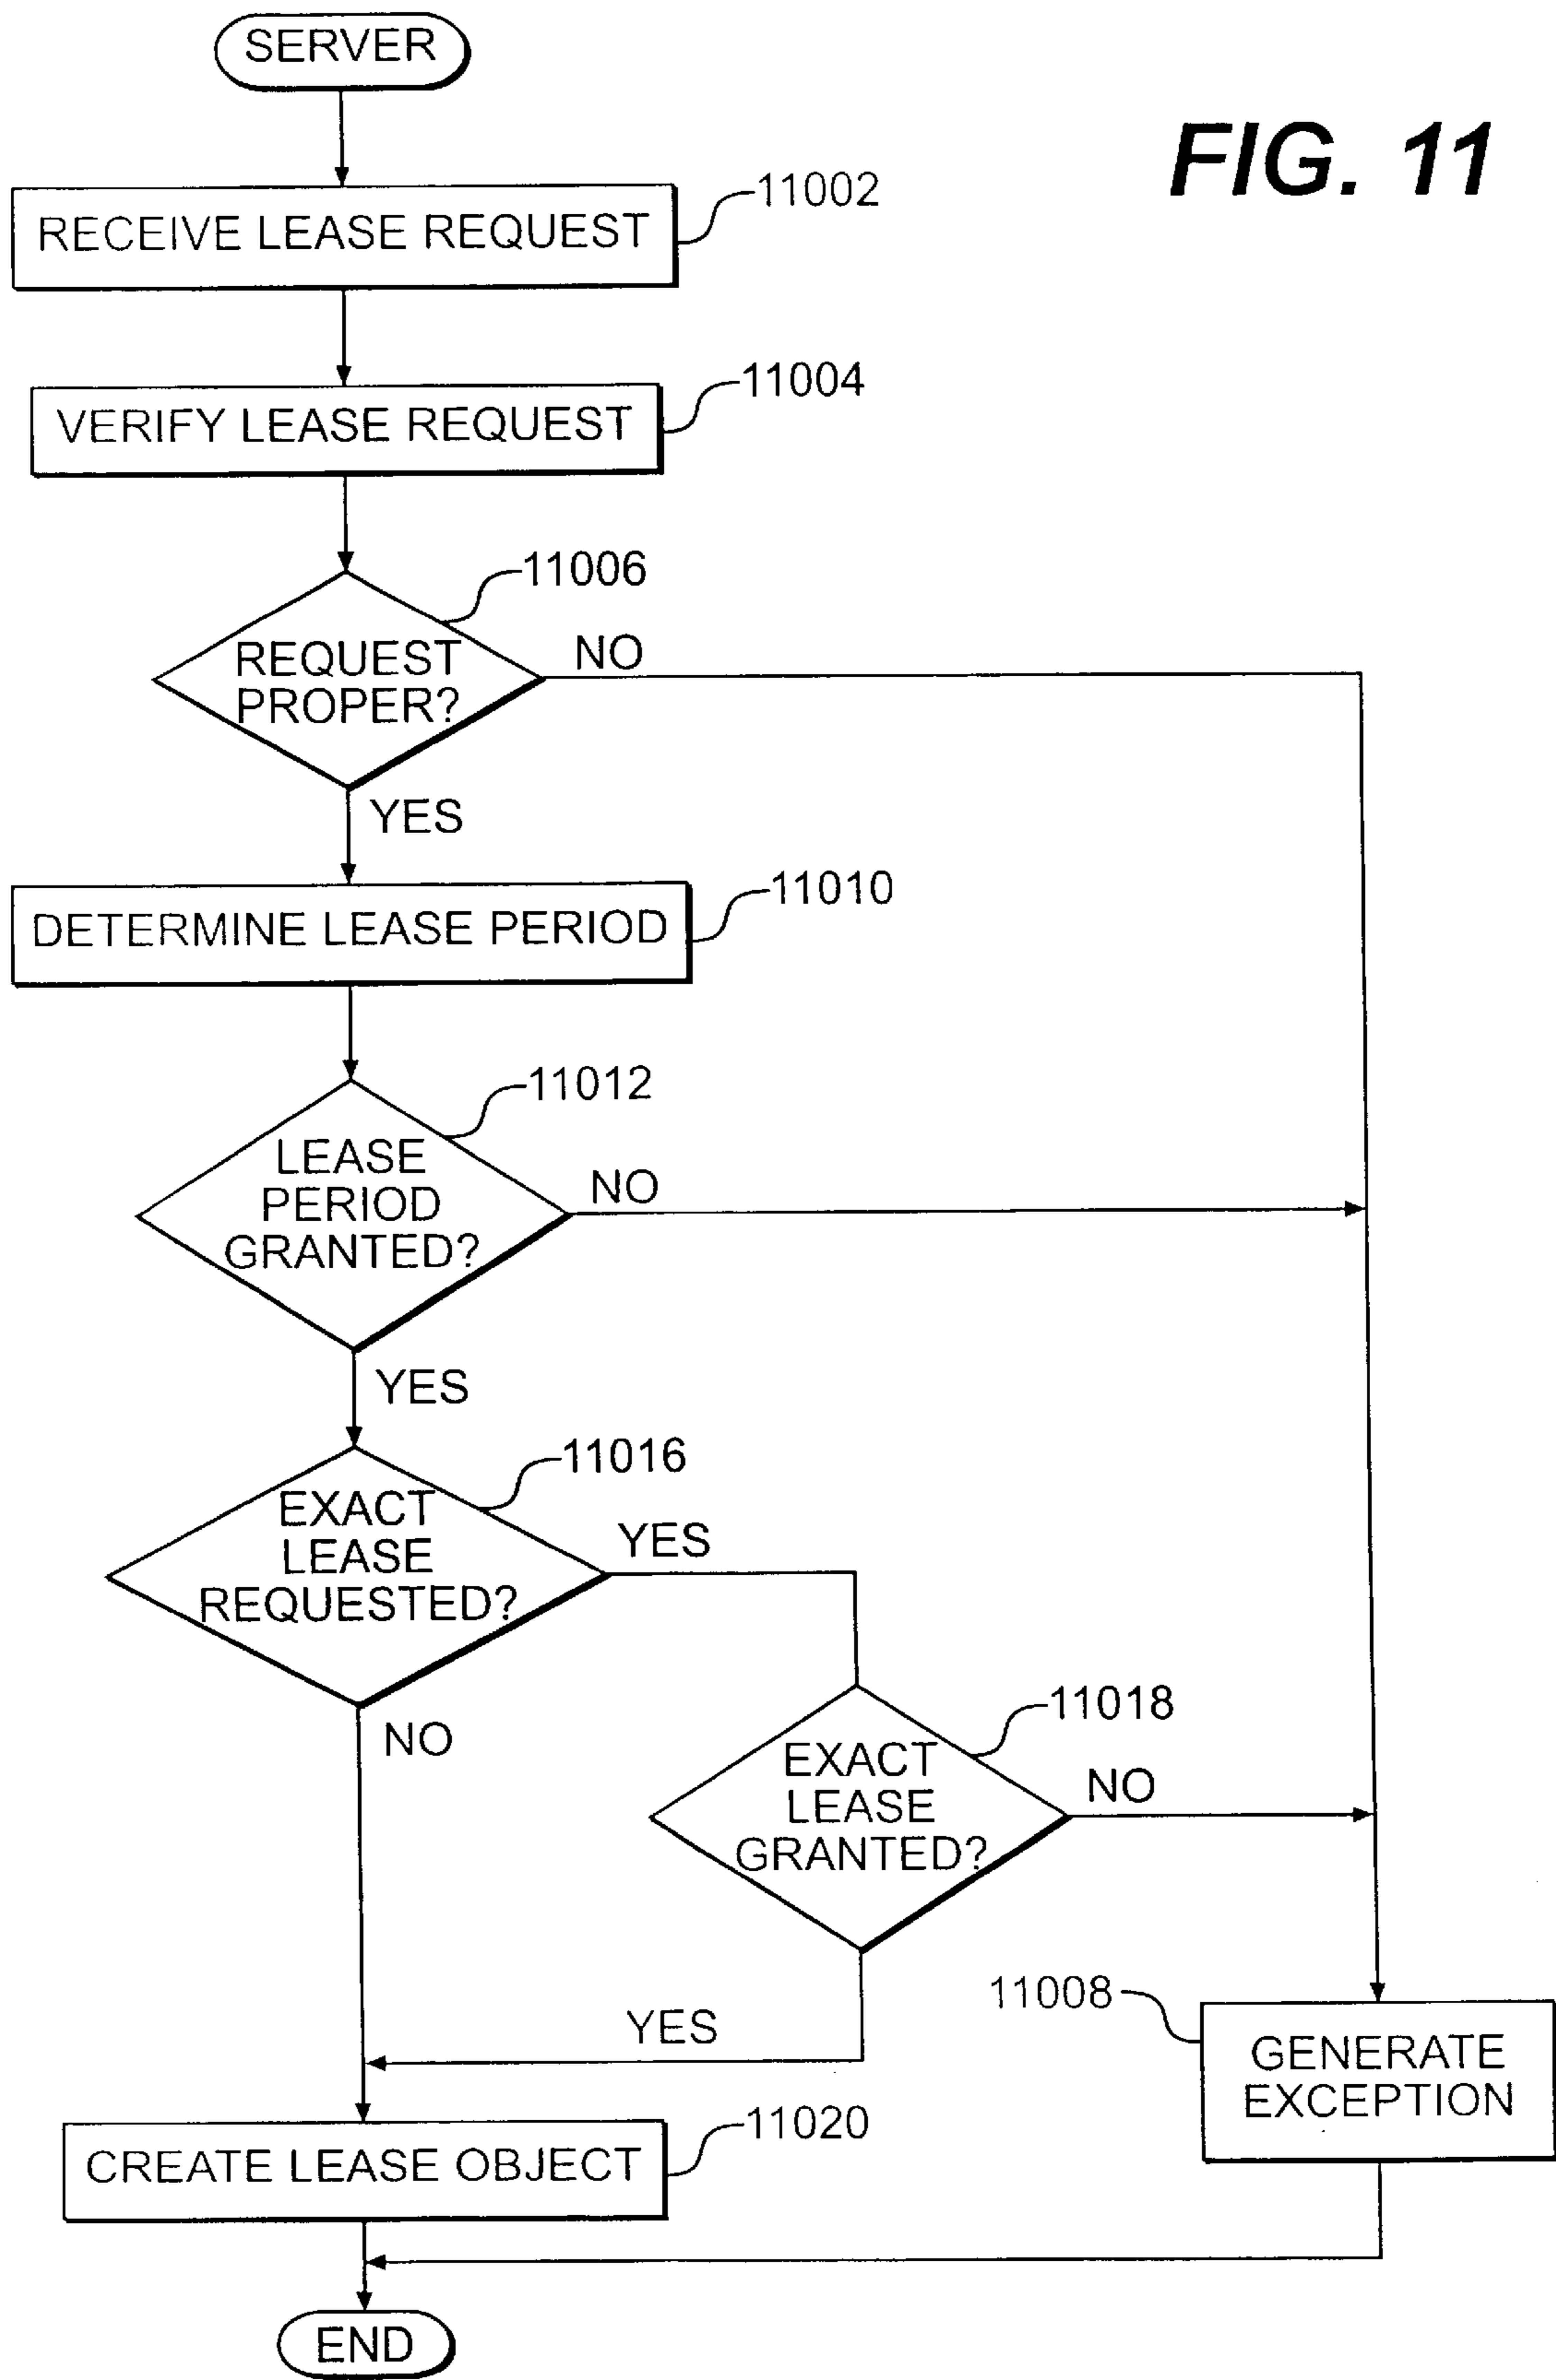 SERVER
FIG. 11
11002
RECEIVE LEASE REQUEST
11004
VERIFY LEASE REQUEST
11006
REQUEST
PROPER?
NO
YES
11010
DETERMINE LEASE PERIOD
11012
LEASE
PERIOD
GRANTED?
NO
YES
11016
EXACT
LEASE
REQUESTED?
YES
NO
11018
EXACT
LEASE
GRANTED?
NO
YES
11008
GENERATE
EXCEPTION
11020
CREATE LEASE OBJECT
END